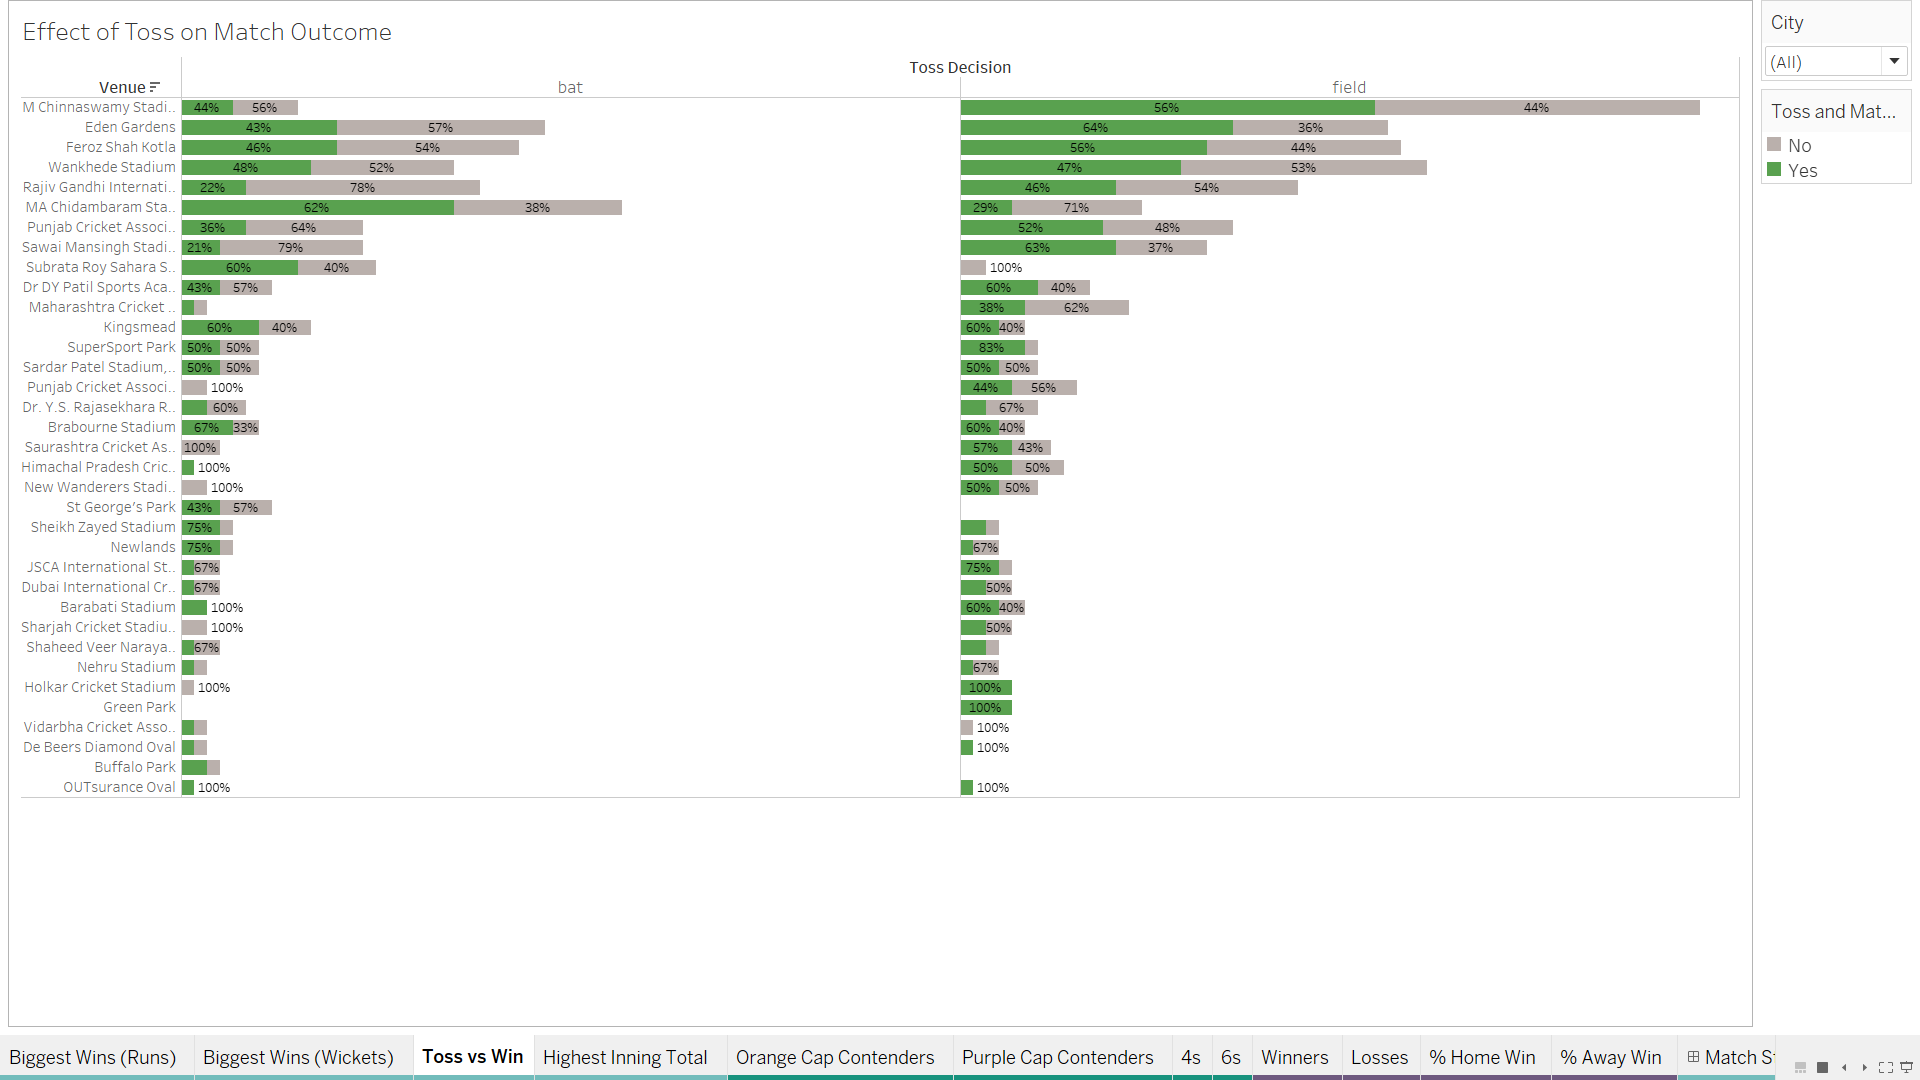 Effect of Toss on Match Outcome
Toss Decision
Venue bat field
M Chinnaswamy Stadi.. 44% 56% 56% 44%
Eden Gardens 43% 57% 64% 36%
Feroz Shah Kotla 46% 54% 56% 44%
Wankhede Stadium 48% 52% 47% 53%
Rajiv Gandhi Internati.. 22% 78% 46% 54%
MA Chidambaram Sta.. 62% 38% 29% 71%
Punjab Cricket Associ.. 36% 64% 52% 48%
Sawai Mansingh Stadi.. 21% 79% 63% 37%
Subrata Roy Sahara S.. 60% 40% 100%
Dr DY Patil Sports Aca.. 43% 57% 60% 40%
Maharashtra Cricket .. 38% 62%
Kingsmead 60% 40% 60% 40%
SuperSport Park 50% 50% 83%
Sardar Patel Stadium,.. 50% 50% 50% 50%
Punjab Cricket Associ.. 100% 44% 56%
Dr. Y.S. Rajasekhara R.. 60% 67%
Brabourne Stadium 67% 33% 60% 40%
Saurashtra Cricket As.. 100% 57% 43%
Himachal Pradesh Cric.. 100% 50% 50%
New Wanderers Stadi.. 100% 50% 50%
St George's Park 43% 57%
Sheikh Zayed Stadium 75%
Newlands 75% 67%
JSCA International St.. 67% 75%
Dubai International Cr.. 67% 50%
Barabati Stadium 100% 60% 40%
Sharjah Cricket Stadiu.. 100% 50%
Shaheed Veer Naraya.. 67%
Nehru Stadium 67%
Holkar Cricket Stadium 100% 100%
Green Park 100%
Vidarbha Cricket Asso.. 100%
De Beers Diamond Oval 100%
Buffalo Park
OUTsurance Oval 100% 100%
City
(All)
Toss and Mat...
No
Yes
Biggest Wins (Runs) Biggest Wins (Wickets) Toss vs Win Highest Inning Total Orange Cap Contenders Purple Cap Contenders 4s 6s Winners Losses % Home Win % Away Win Match S